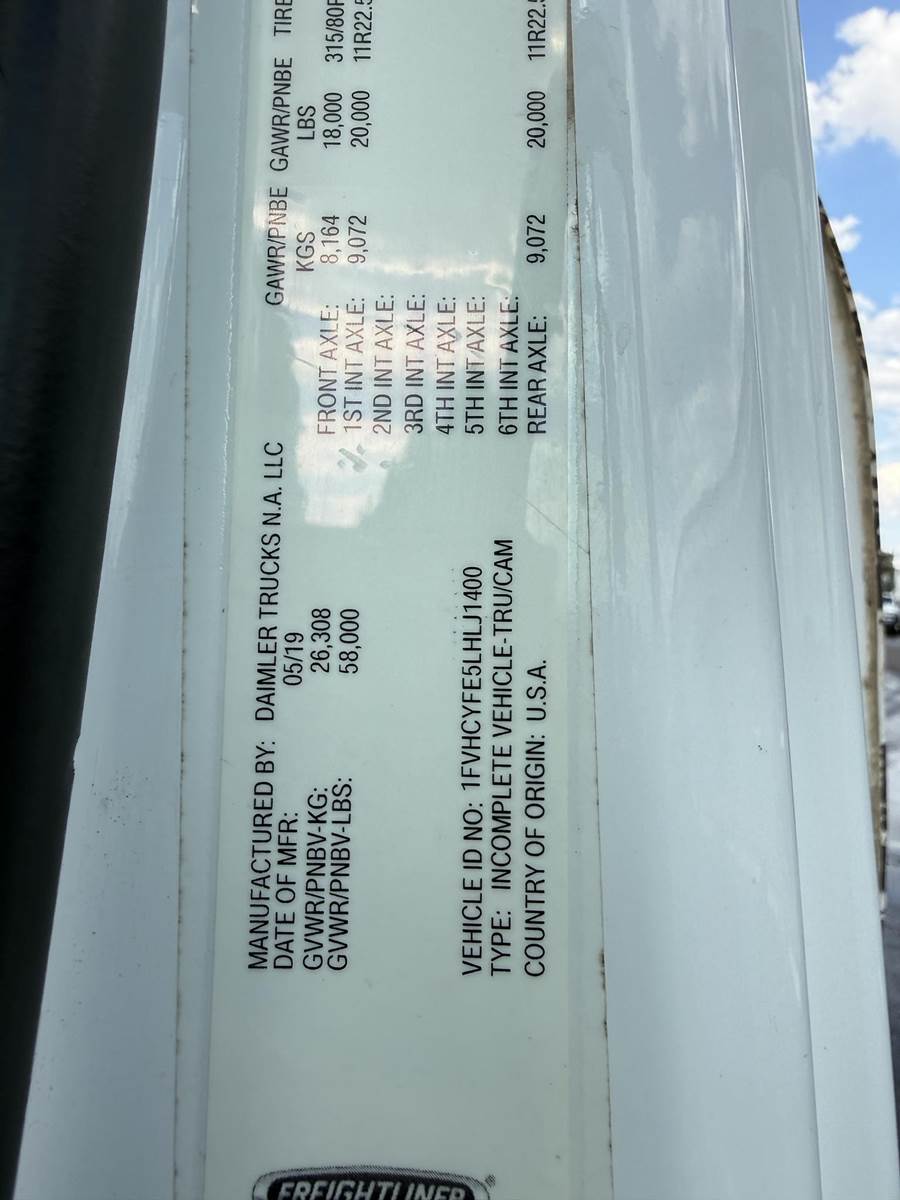 FREIGHTLINER ®
MANUFACTURED BY: DAIMLER TRUCKS N.A. LLC
DATE OF MFR: 05/19
GVWR/PNBV-KG: 26,308
GVWR/PNBV-LBS: 58,000
VEHICLE ID NO: 1FVHCYFE5LHLJ1400
TYPE: INCOMPLETE VEHICLE-TRU/CAM
COUNTRY OF ORIGIN: U.S.A.
GAWR/PNBE GAWR/PNBE TIRE
KGS LBS
FRONT AXLE: 8,164 18,000 315/80R
1ST INT AXLE: 9,072 20,000 11R22.5
2ND INT AXLE:
3RD INT AXLE:
4TH INT AXLE:
5TH INT AXLE:
6TH INT AXLE:
REAR AXLE: 9,072 20,000 11R22.5